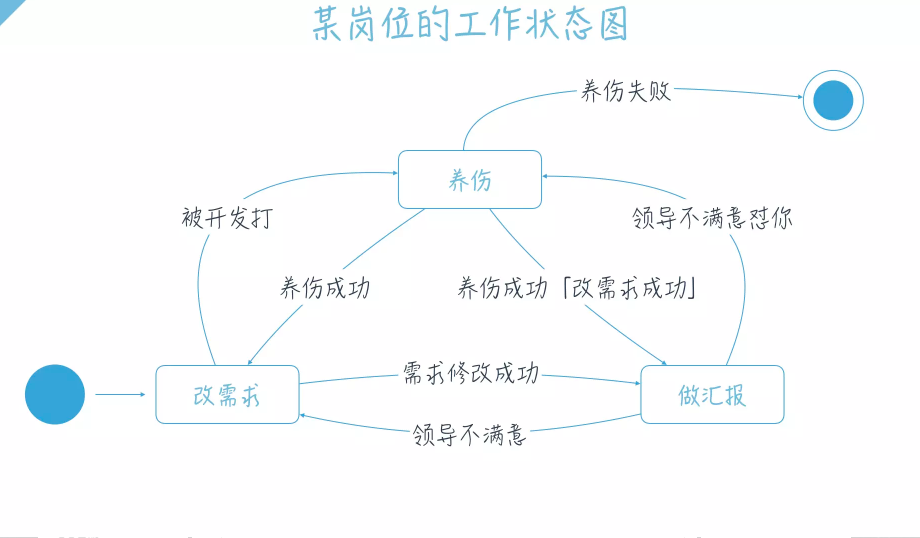 某岗位的工作状态图
养伤失败
养伤
被开发打
领导不满意怼你
养伤成功
养伤成功「改需求成功」
需求修改成功
改需求
做汇报
领导不满意